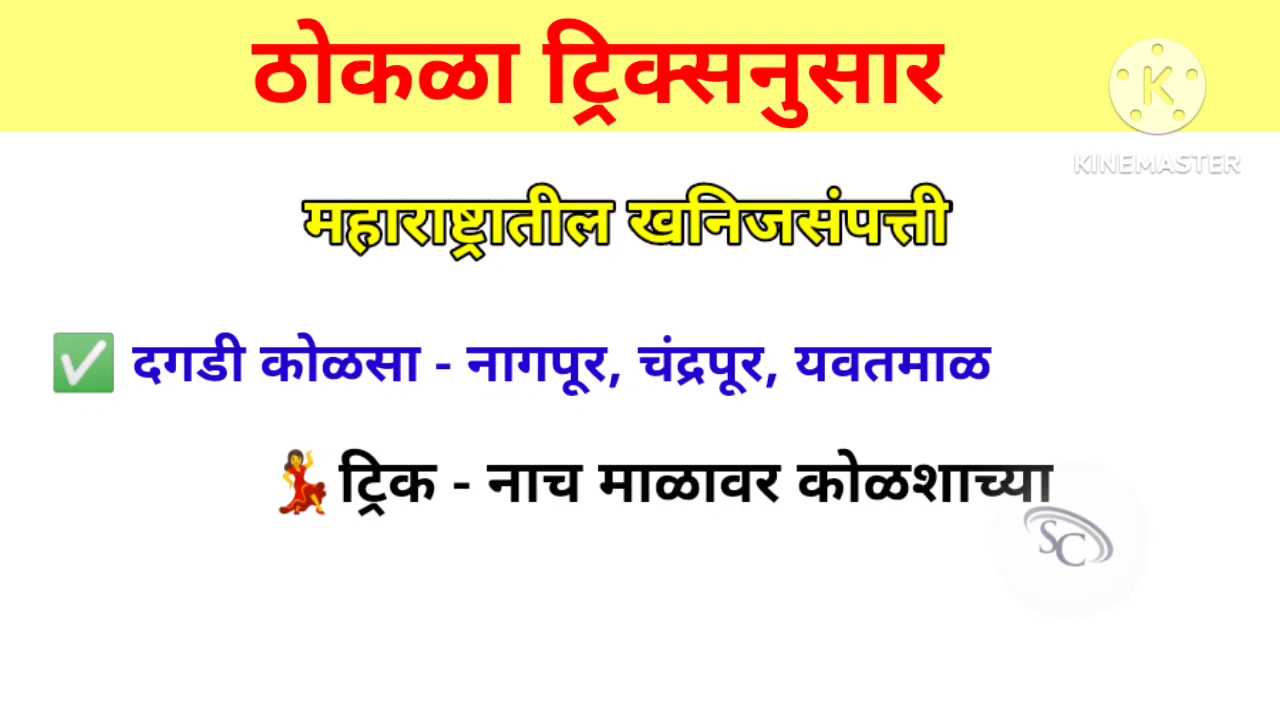 ठोकळा ट्रिक्सनुसार
KINEMASTER
महाराष्ट्रातील खनिजसंपत्ती
✅ दगडी कोळसा - नागपूर, चंद्रपूर, यवतमाळ
💃 ट्रिक - नाच माळावर कोळशाच्या
SC